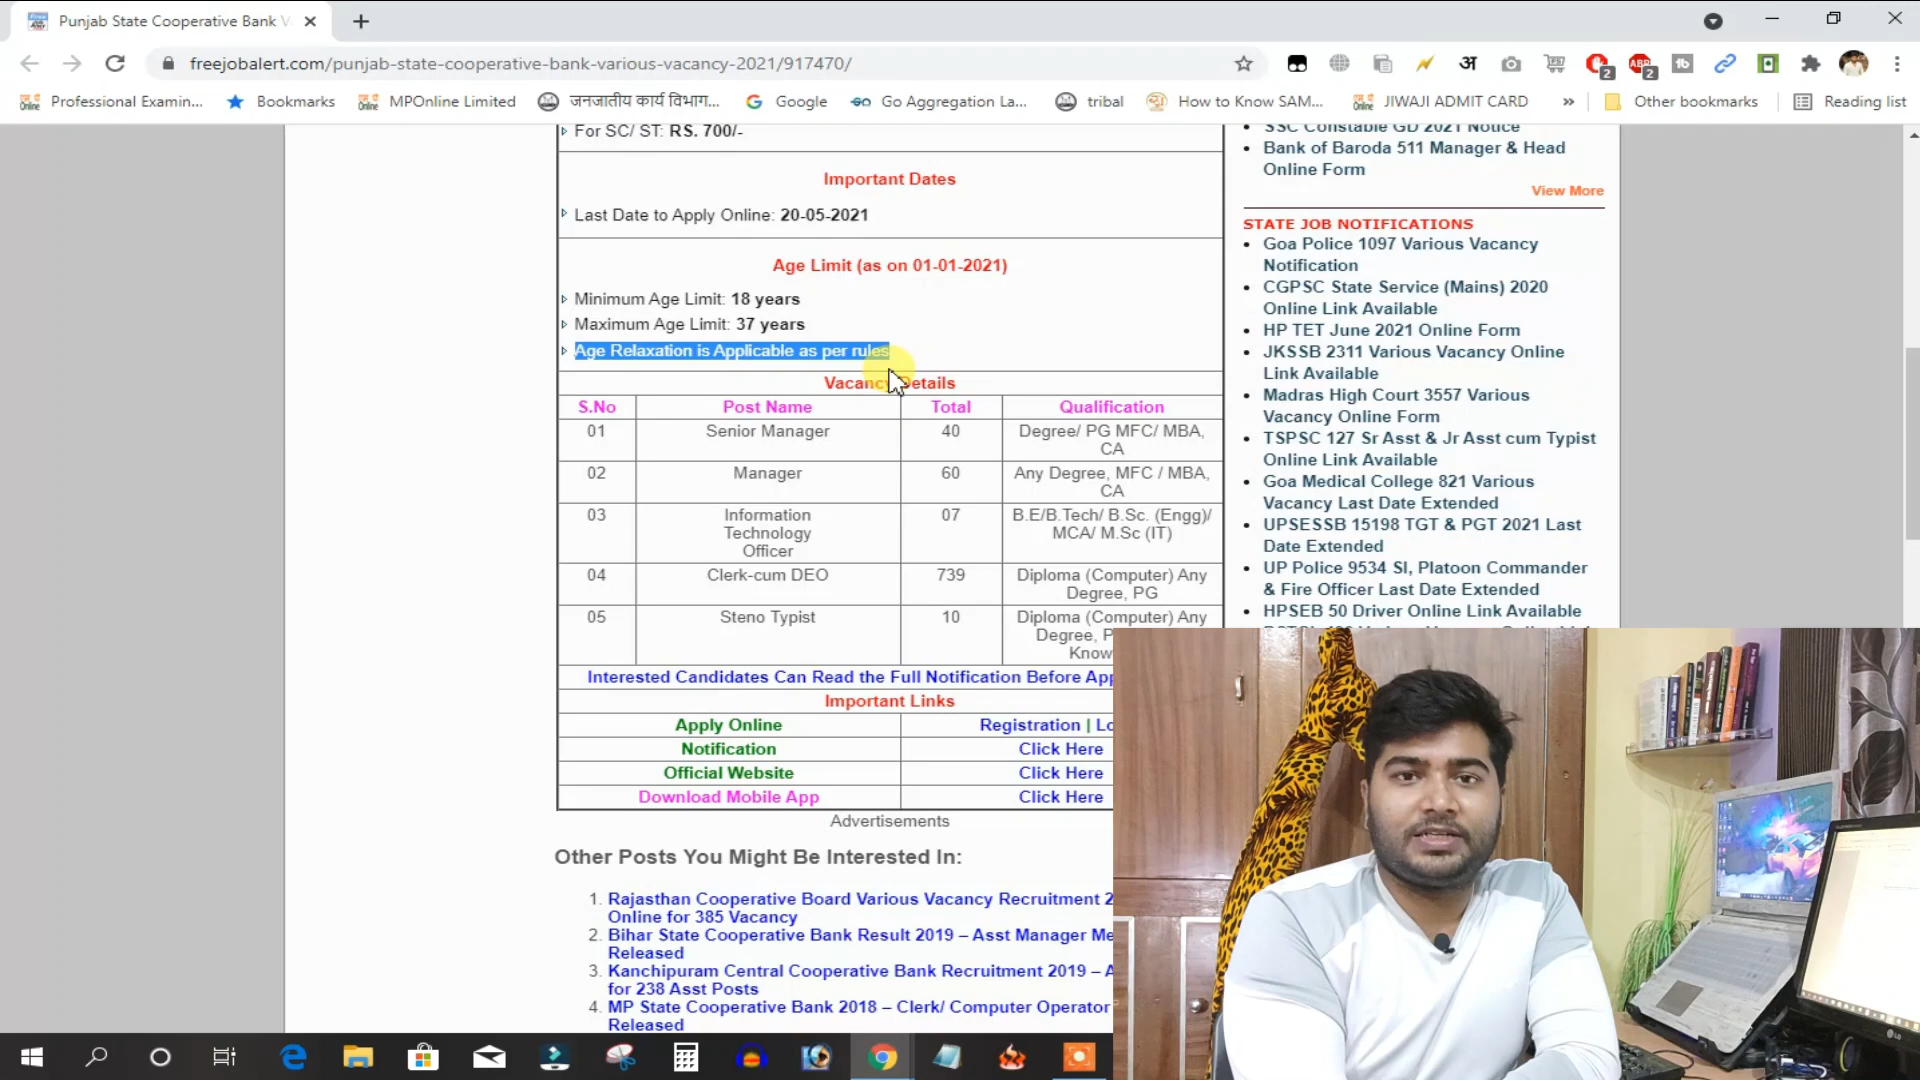 Punjab State Cooperative Bank V
freejobalert.com/punjab-state-cooperative-bank-various-vacancy-2021/917470/
Professional Examin...
Bookmarks
MPOnline Limited
जनजातीय कार्य विभाग...
Google
Go Aggregation La...
tribal
How to Know SAM...
JIWAJI ADMIT CARD
»
Other bookmarks
Reading list
For SC/ ST: RS. 700/-
Important Dates
Last Date to Apply Online: 20-05-2021
Age Limit (as on 01-01-2021)
Minimum Age Limit: 18 years
Maximum Age Limit: 37 years
Age Relaxation is Applicable as per rules
Vacancy Details
S.No Post Name Total Qualification
01 Senior Manager 40 Degree/ PG MFC/ MBA,
CA
02 Manager 60 Any Degree, MFC / MBA,
CA
03 Information 07 B.E/B.Tech/ B.Sc. (Engg)/
Technology MCA/ M.Sc (IT)
Officer
04 Clerk-cum DEO 739 Diploma (Computer) Any
Degree, PG
05 Steno Typist 10 Diploma (Computer) Any
Degree, P
Know
Interested Candidates Can Read the Full Notification Before App
Important Links
Apply Online Registration | Lo
Notification Click Here
Official Website Click Here
Download Mobile App Click Here
Advertisements
Other Posts You Might Be Interested In:
1. Rajasthan Cooperative Board Various Vacancy Recruitment 2
Online for 385 Vacancy
2. Bihar State Cooperative Bank Result 2019 – Asst Manager Me
Released
3. Kanchipuram Central Cooperative Bank Recruitment 2019 – A
for 238 Asst Posts
4. MP State Cooperative Bank 2018 – Clerk/ Computer Operator
Released
SSC Constable GD 2021 Notice
Bank of Baroda 511 Manager & Head
Online Form
View More
STATE JOB NOTIFICATIONS
Goa Police 1097 Various Vacancy
Notification
CGPSC State Service (Mains) 2020
Online Link Available
HP TET June 2021 Online Form
JKSSB 2311 Various Vacancy Online
Link Available
Madras High Court 3557 Various
Vacancy Online Form
TSPSC 127 Sr Asst & Jr Asst cum Typist
Online Link Available
Goa Medical College 821 Various
Vacancy Last Date Extended
UPSESSB 15198 TGT & PGT 2021 Last
Date Extended
UP Police 9534 SI, Platoon Commander
& Fire Officer Last Date Extended
HPSEB 50 Driver Online Link Available